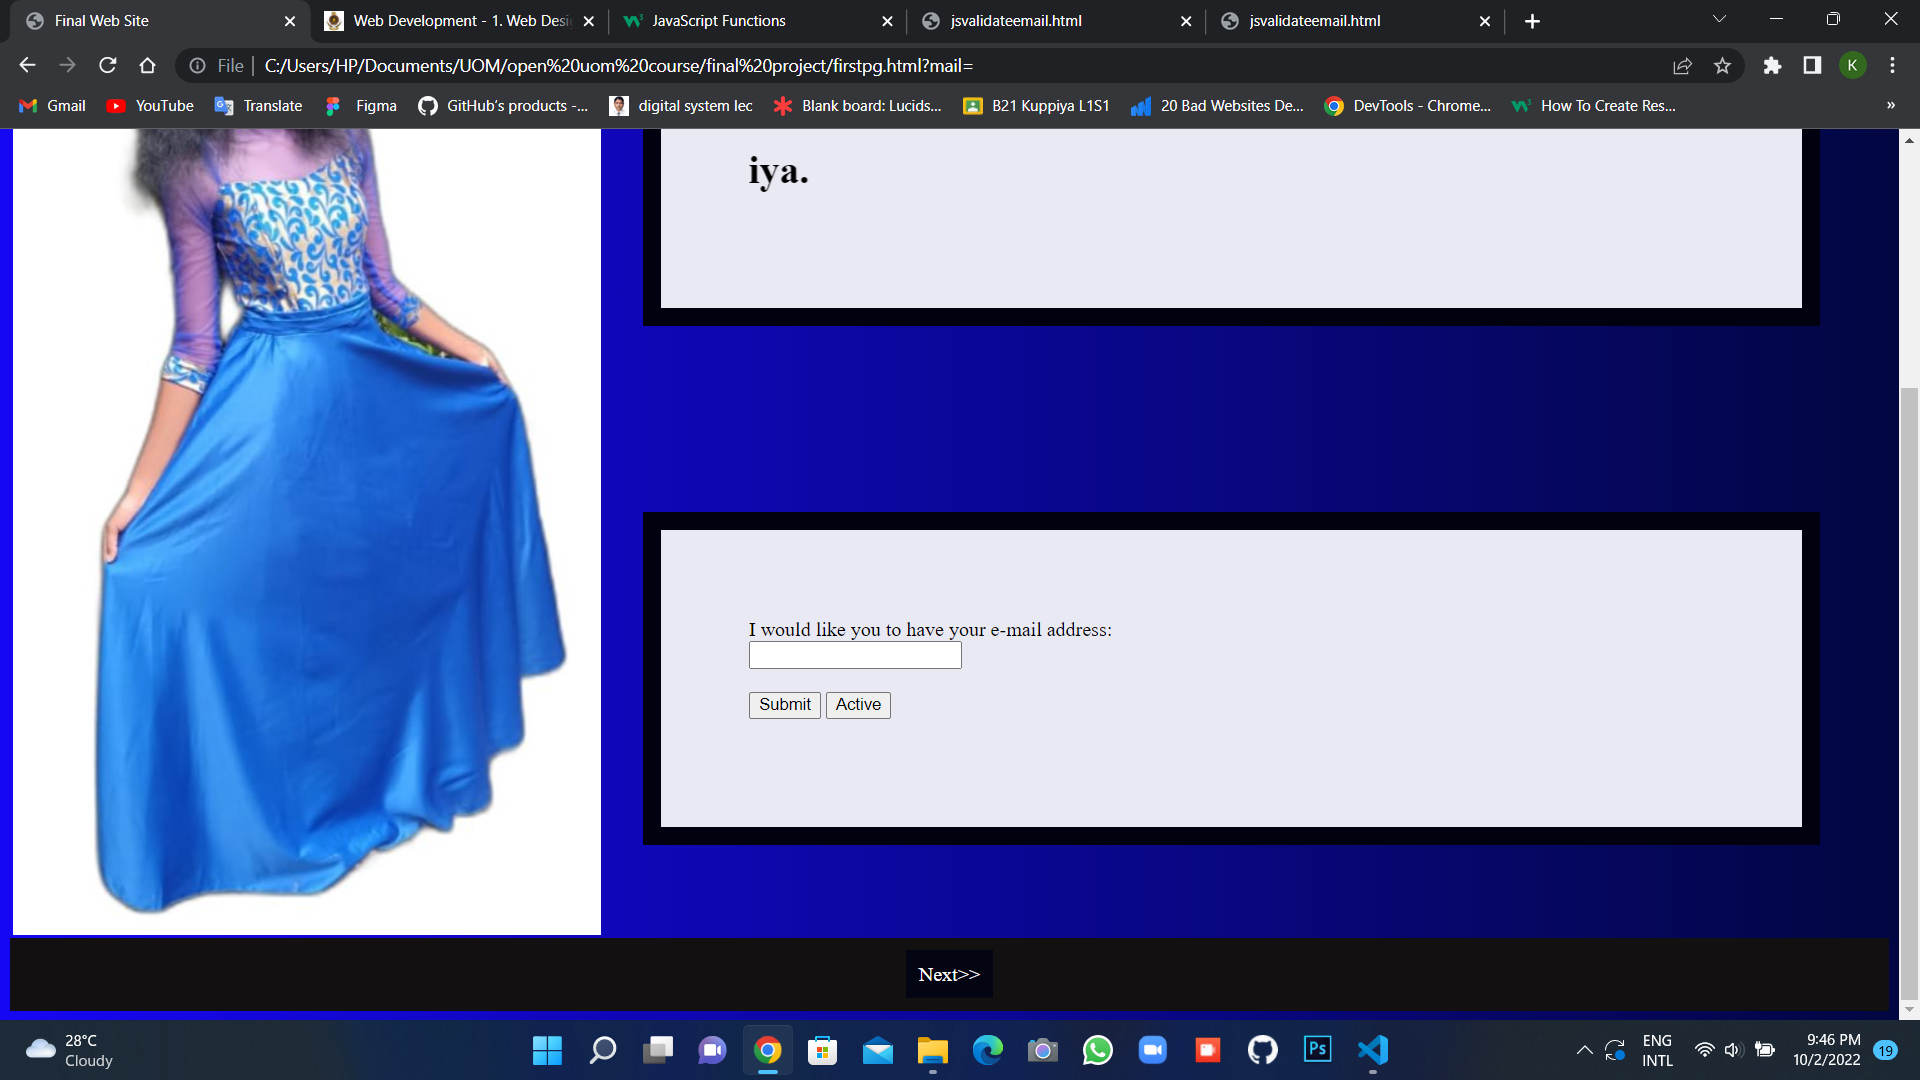 Final Web Site
Web Development - 1. Web Desi
JavaScript Functions
jsvalidateemail.html
jsvalidateemail.html
File
C:/Users/HP/Documents/UOM/open%20uom%20course/final%20project/firstpg.html?mail=
K
Gmail
YouTube
Translate
Figma
GitHub's products -...
digital system lec
Blank board: Lucids...
B21 Kuppiya L1S1
20 Bad Websites De...
DevTools - Chrome...
How To Create Res...
»
iya.
I would like you to have your e-mail address:
Submit Active
Next>>
28°C
Cloudy
Ps
ENG
INTL
9:46 PM
10/2/2022
19